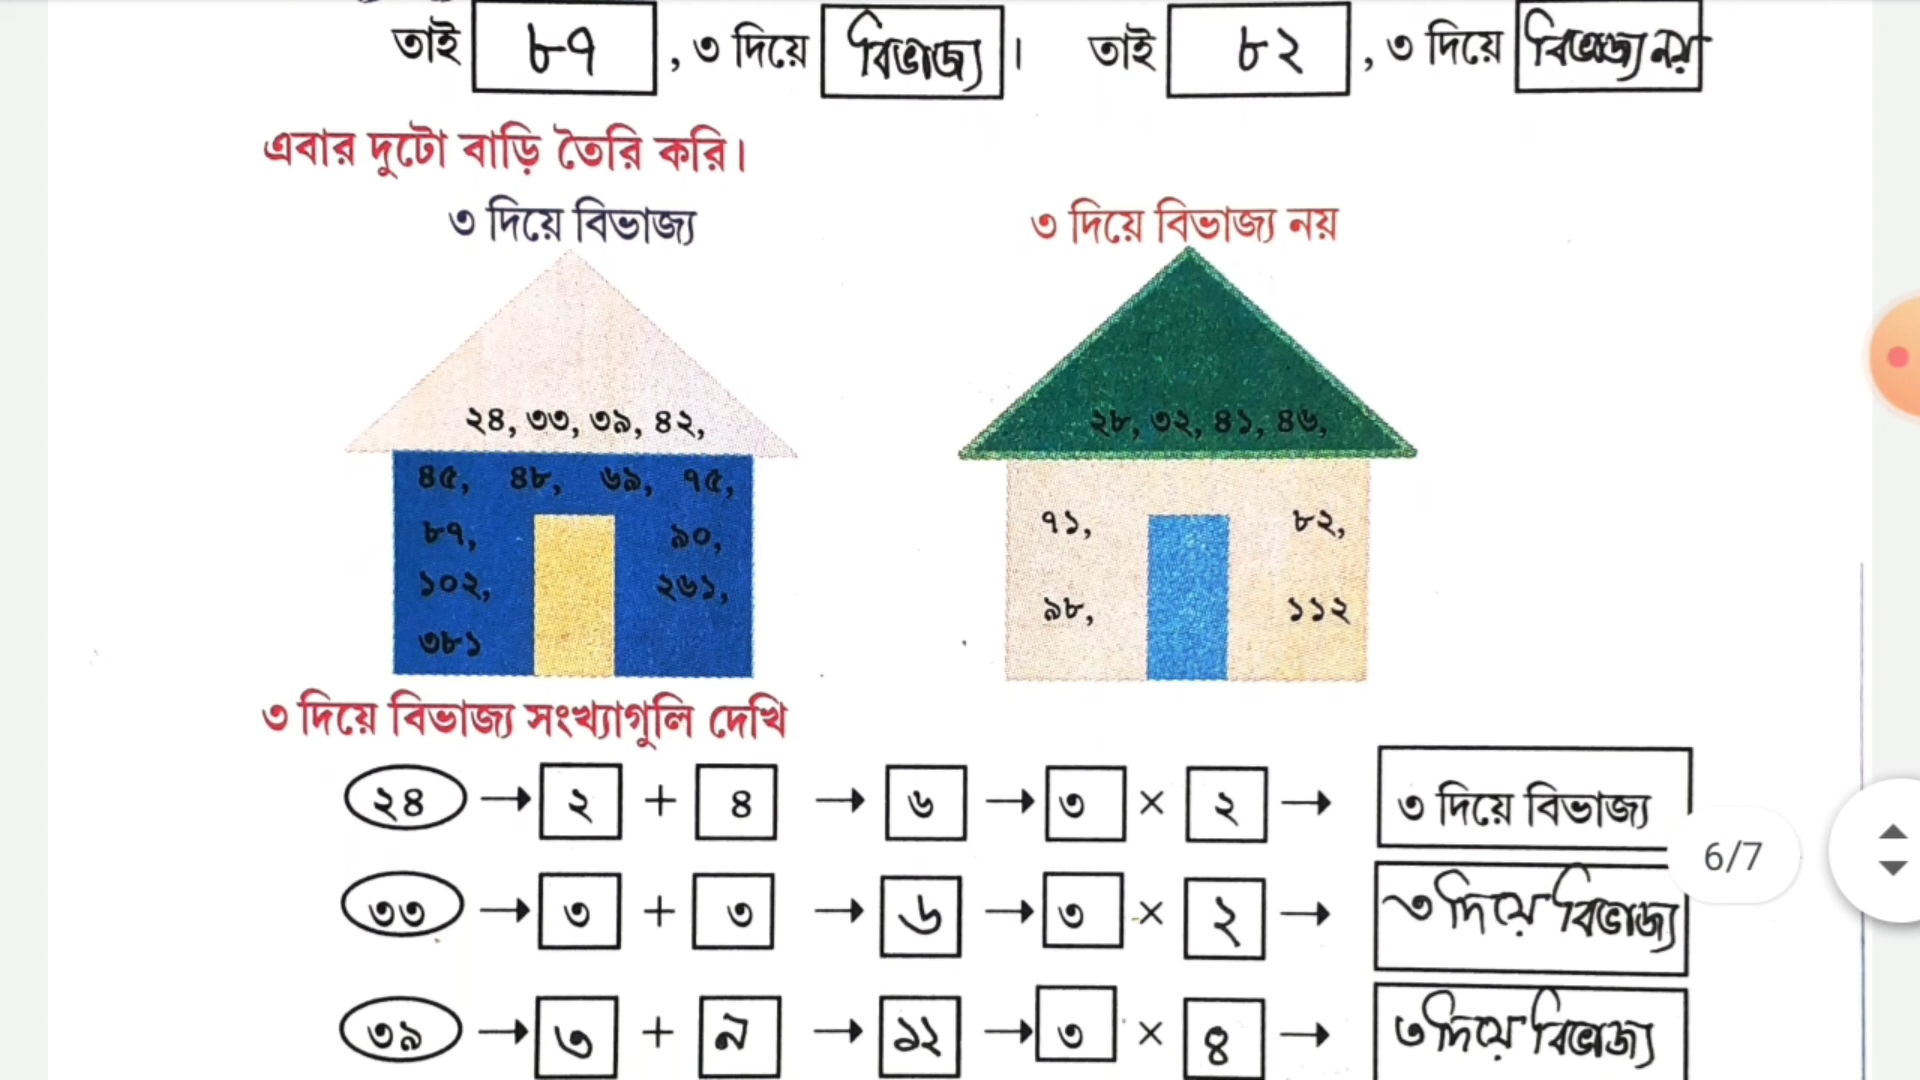 তাই ৮৭ , ৩ দিয়ে বিভাজ্য । তাই ৮২ , ৩ দিয়ে বিভাজ্য নয়
এবার দুটো বাড়ি তৈরি করি।
৩ দিয়ে বিভাজ্য
৩ দিয়ে বিভাজ্য নয়
২৪, ৩৩, ৩৯, ৪২,
৪৫, ৪৮, ৬৯, ৭৫,
৮৭, ৯০,
১০২, ২৬১,
৩৮১
২৮, ৩২, ৪১, ৪৬,
৭১, ৮২,
৯৮, ১১২
৩ দিয়ে বিভাজ্য সংখ্যাগুলি দেখি
২৪ → ২ + ৪ → ৬ → ৩ × ২ → ৩ দিয়ে বিভাজ্য
6/7
৩৩ → ৩ + ৩ → ৬ → ৩ × ২ → ৩ দিয়ে বিভাজ্য
৩৯ → ৩ + ৯ → ১২ → ৩ × ৪ → ৩ দিয়ে বিভাজ্য